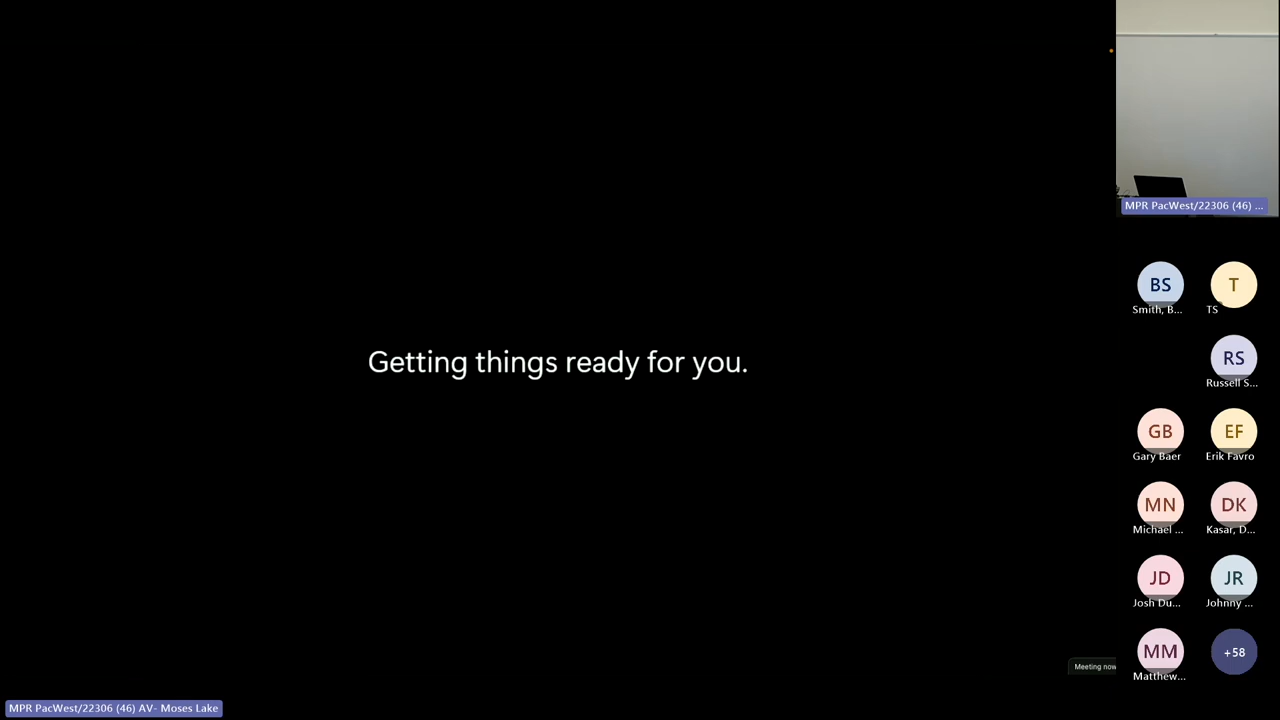 Getting things ready for you.
MPR PacWest/22306 (46) ...
BS
T
Smith, B...
TS
RS
Russell S...
GB
EF
Gary Baer
Erik Favro
MN
DK
Michael ...
Kasar, D...
JD
JR
Josh Du...
Johnny ...
MM
+58
Matthew...
Meeting now
MPR PacWest/22306 (46) AV- Moses Lake